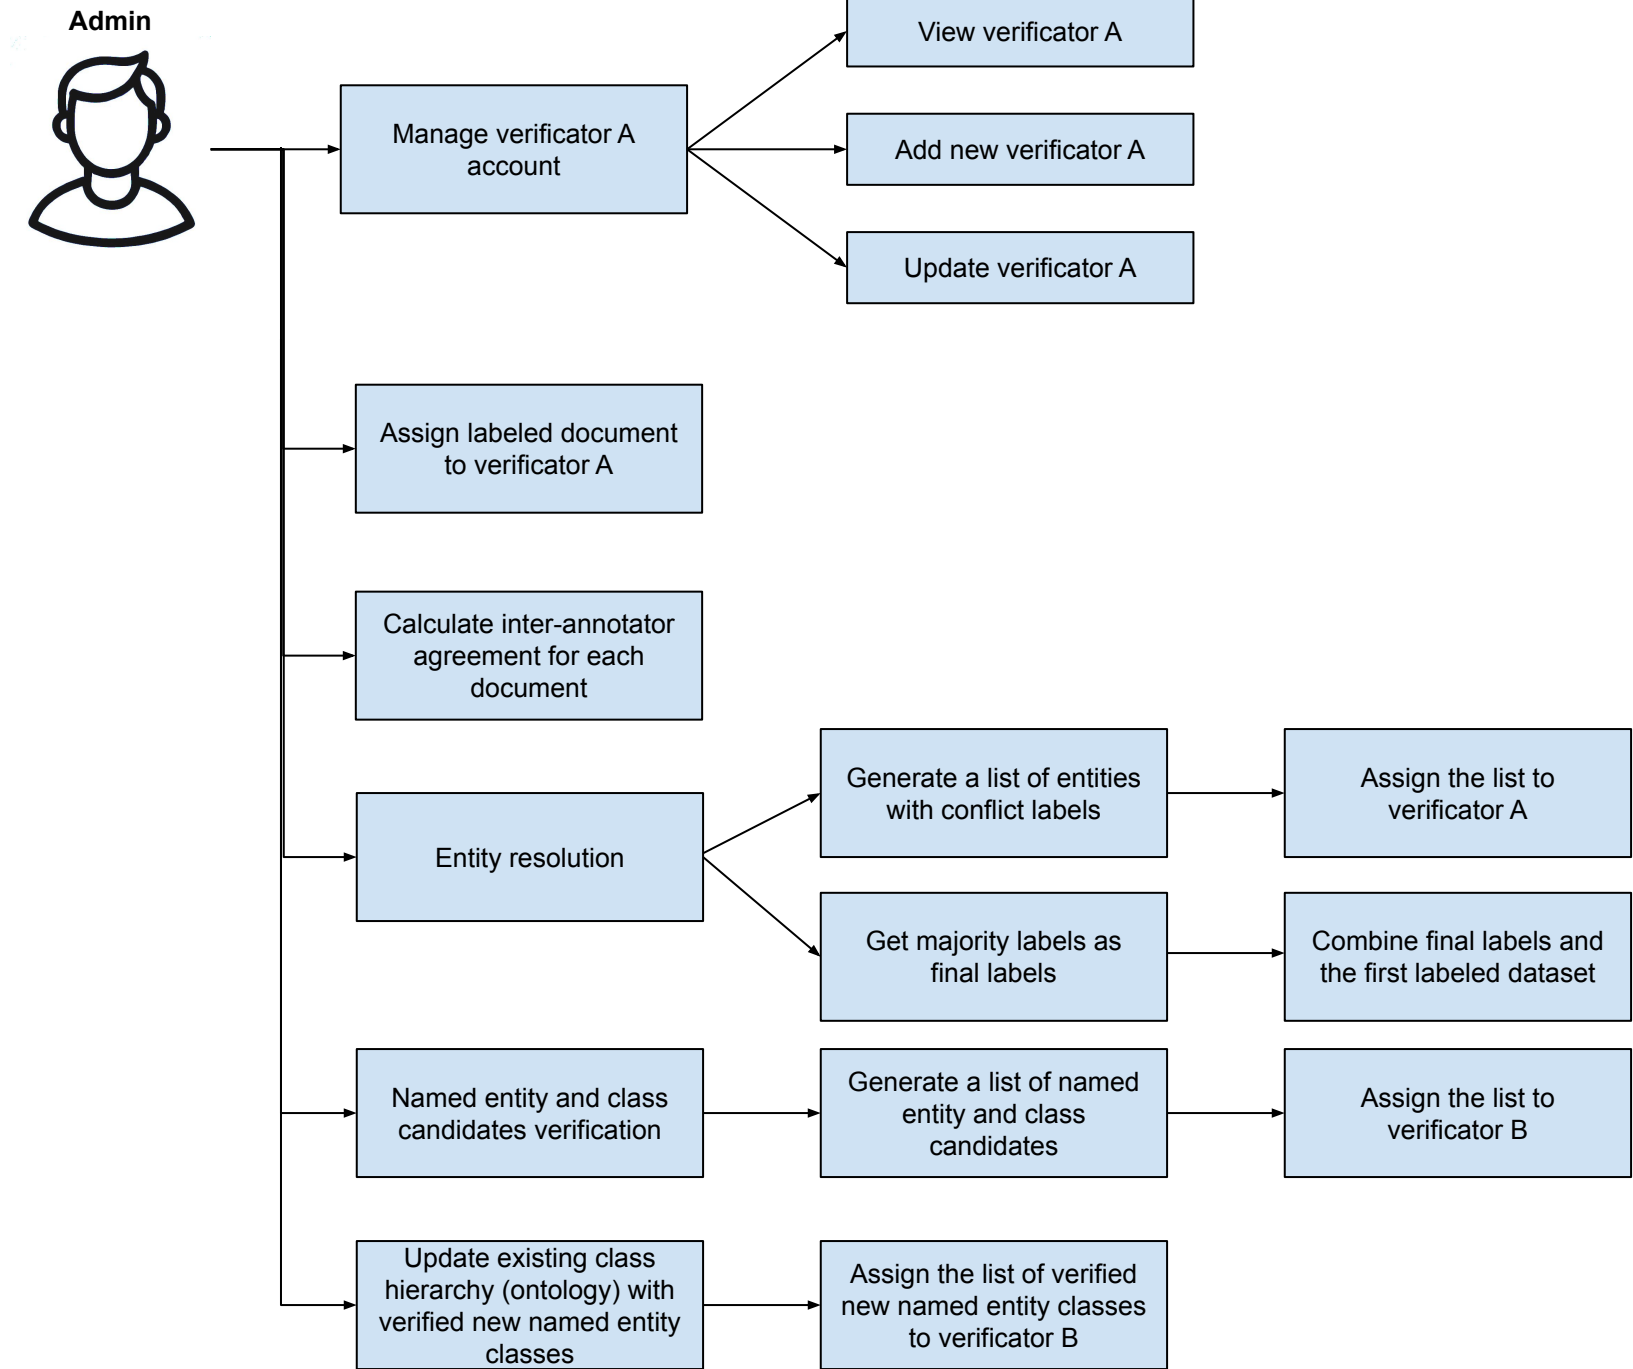 Admin
View verificator A
Manage verificator A
account
Add new verificator A
Update verificator A
Assign labeled document
to verificator A
Calculate inter-annotator
agreement for each
document
Entity resolution
Generate a list of entities
with conflict labels
Assign the list to
verificator A
Get majority labels as
final labels
Combine final labels and
the first labeled dataset
Named entity and class
candidates verification
Generate a list of named
entity and class
candidates
Assign the list to
verificator B
Update existing class
hierarchy (ontology) with
verified new named entity
classes
Assign the list of verified
new named entity classes
to verificator B